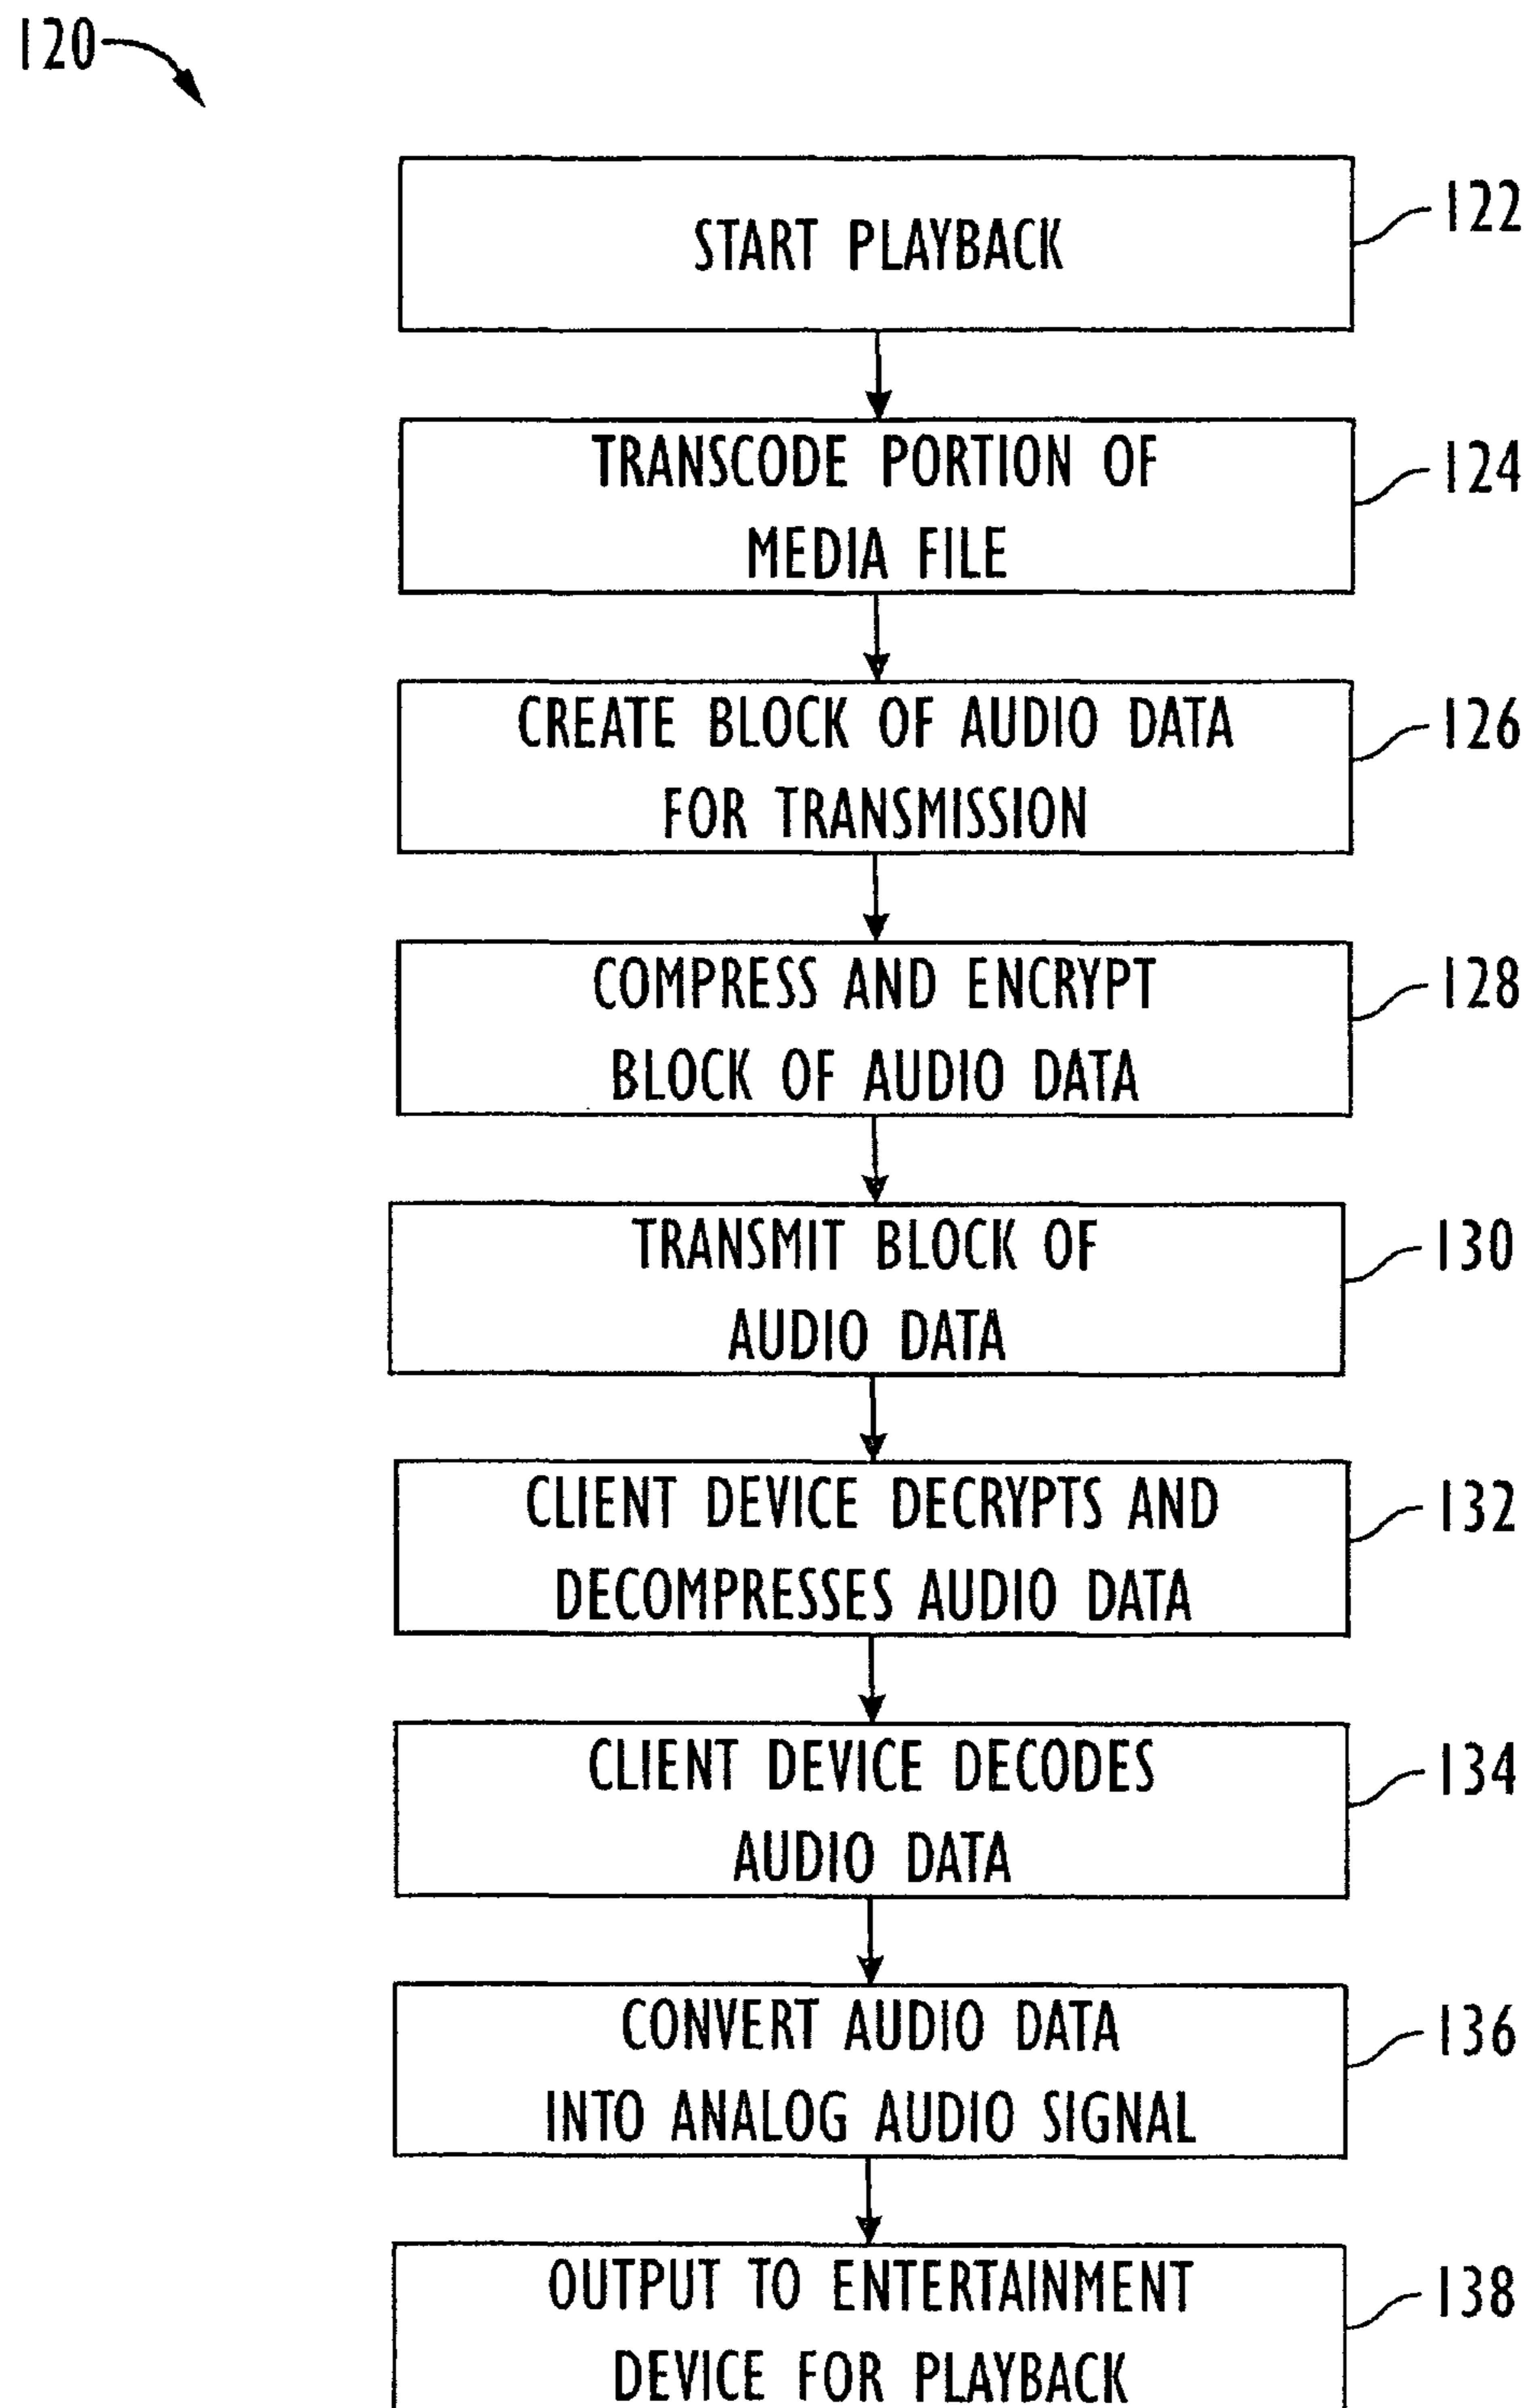 120
START PLAYBACK
122
TRANSCODE PORTION OF
MEDIA FILE
124
CREATE BLOCK OF AUDIO DATA
FOR TRANSMISSION
126
COMPRESS AND ENCRYPT
BLOCK OF AUDIO DATA
128
TRANSMIT BLOCK OF
AUDIO DATA
130
CLIENT DEVICE DECRYPTS AND
DECOMPRESSES AUDIO DATA
132
CLIENT DEVICE DECODES
AUDIO DATA
134
CONVERT AUDIO DATA
INTO ANALOG AUDIO SIGNAL
136
OUTPUT TO ENTERTAINMENT
DEVICE FOR PLAYBACK
138